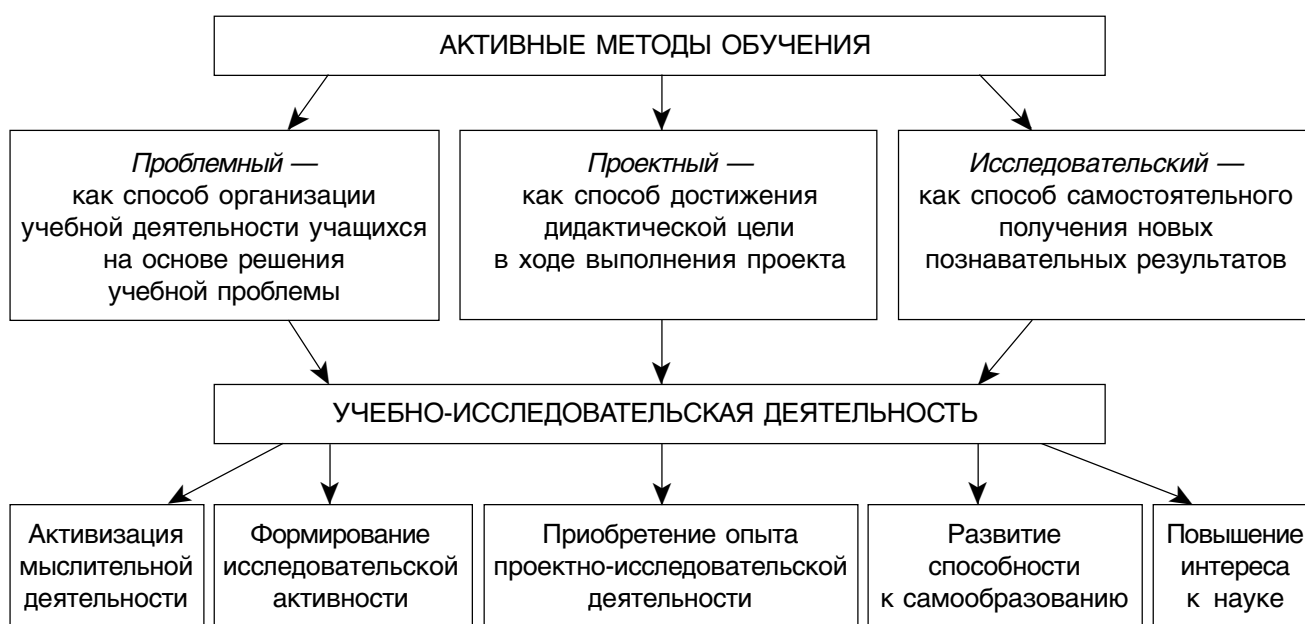 АКТИВНЫЕ МЕТОДЫ ОБУЧЕНИЯ
Проблемный —
как способ организации
учебной деятельности учащихся
на основе решения
учебной проблемы
Проектный —
как способ достижения
дидактической цели
в ходе выполнения проекта
Исследовательский —
как способ самостоятельного
получения новых
познавательных результатов
УЧЕБНО-ИССЛЕДОВАТЕЛЬСКАЯ ДЕЯТЕЛЬНОСТЬ
Активизация
мыслительной
деятельности
Формирование
исследовательской
активности
Приобретение опыта
проектно-исследовательской
деятельности
Развитие
способности
к самообразованию
Повышение
интереса
к науке